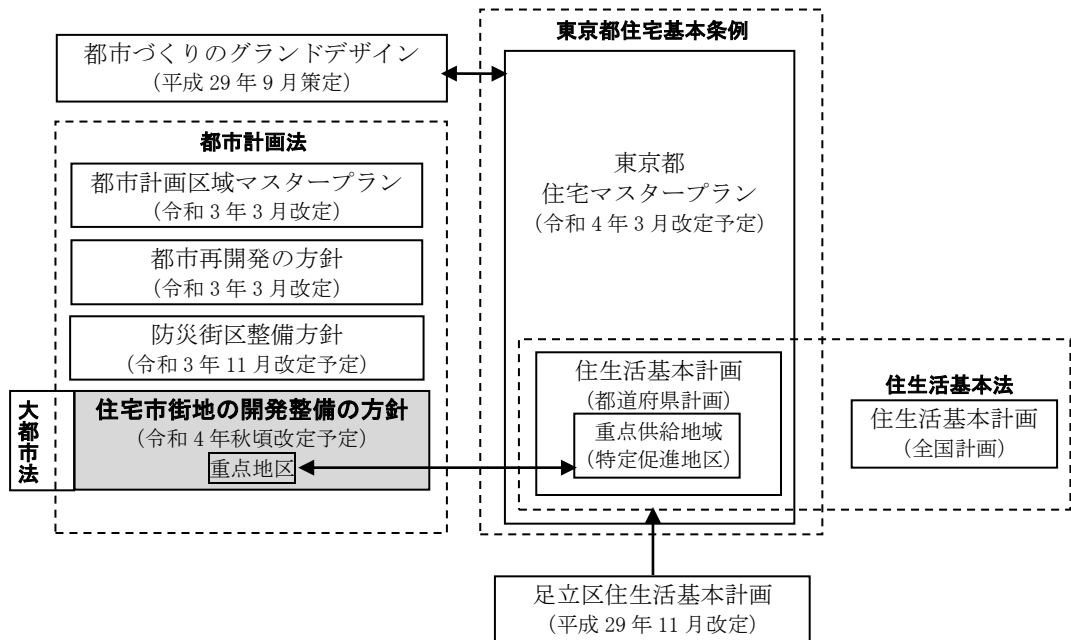 都市づくりのグランドデザイン
（平成 29 年 9 月策定）
都市計画法
都市計画区域マスタープラン
（令和 3 年 3 月改定）
都市再開発の方針
（令和 3 年 3 月改定）
防災街区整備方針
（令和 3 年 11 月改定予定）
大都市法
住宅市街地の開発整備の方針
（令和 4 年秋頃改定予定）
重点地区
東京都住宅基本条例
東京都
住宅マスタープラン
（令和 4 年 3 月改定予定）
住生活基本計画
（都道府県計画）
重点供給地域
（特定促進地区）
住生活基本法
住生活基本計画
（全国計画）
足立区住生活基本計画
（平成 29 年 11 月改定）